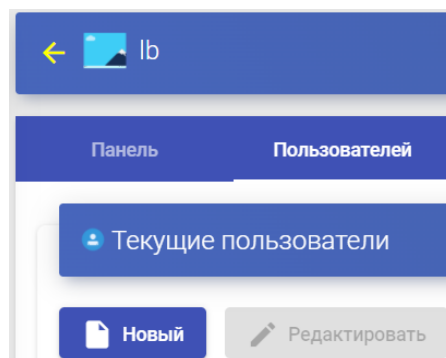 lb
Панель Пользователей
Текущие пользователи
Новый Редактировать